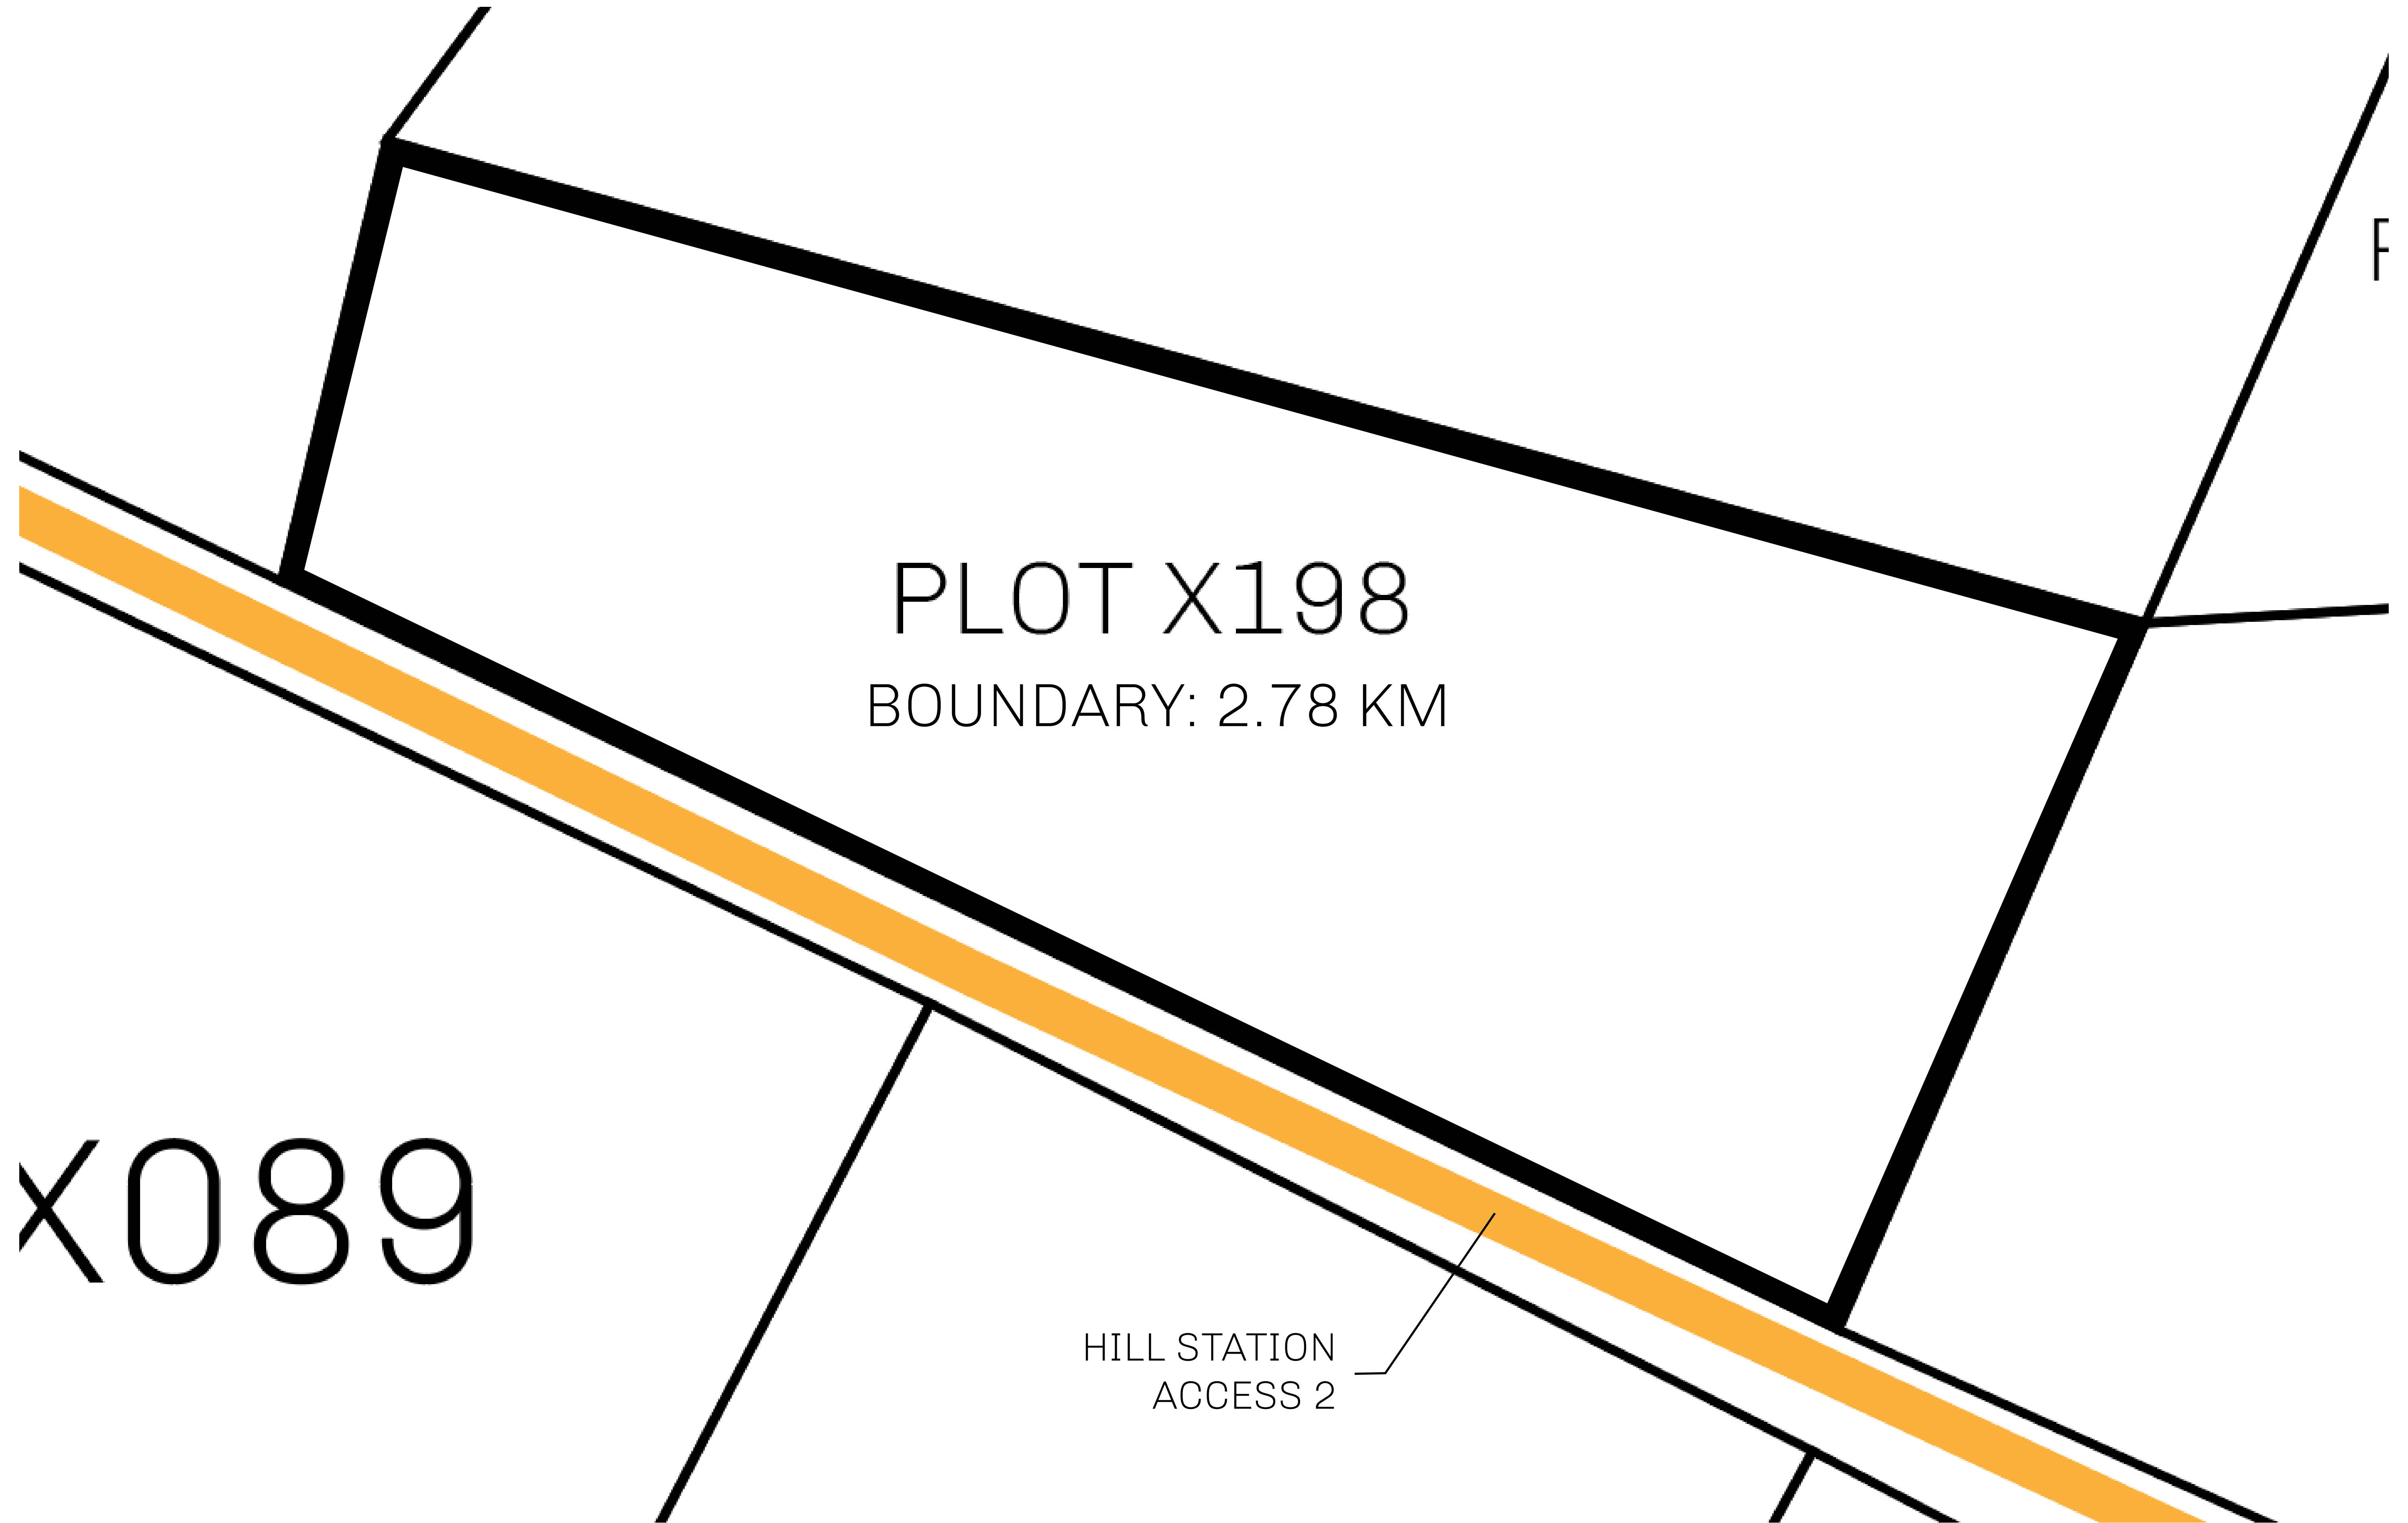 PLOT X198
BOUNDARY: 2.78 KM
X089
HILL STATION
ACCESS 2